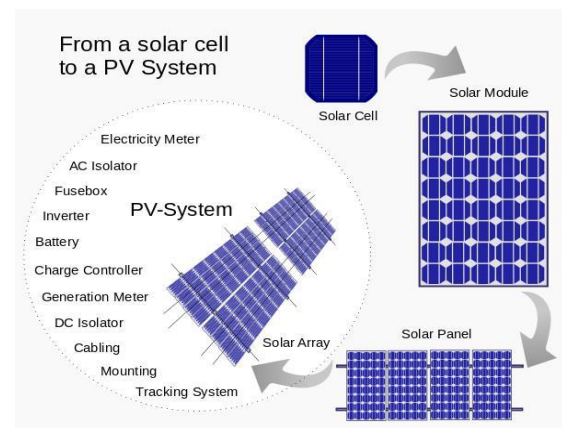 From a solar cell
to a PV System
Solar Cell
Solar Module
Electricity Meter
AC Isolator
Fusebox
Inverter
PV-System
Battery
Charge Controller
Generation Meter
DC Isolator
Solar Panel
Solar Array
Cabling
Mounting
Tracking System